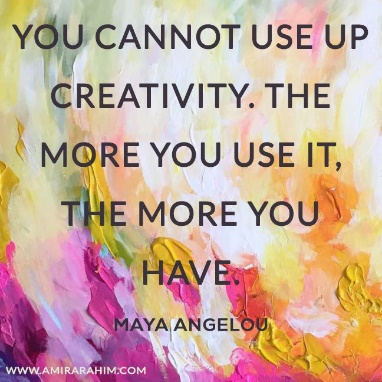 YOU CANNOT USE UP
CREATIVITY. THE
MORE YOU USE IT,
THE MORE YOU
HAVE.
MAYA ANGELOU
WWW.AMIRARAHIM.COM